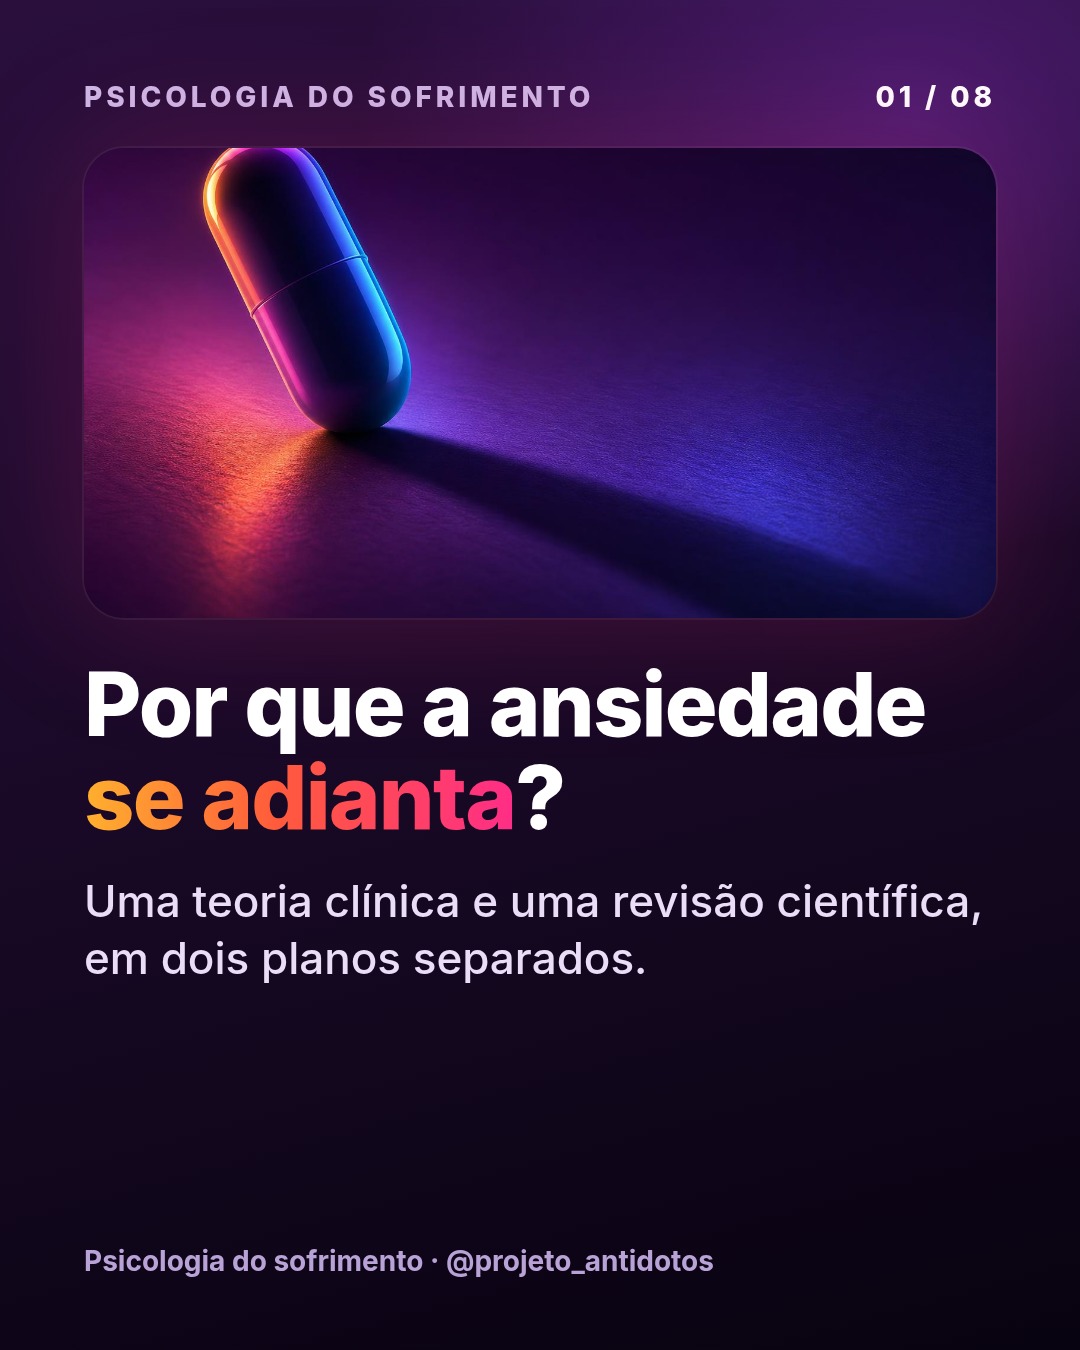 PSICOLOGIA DO SOFRIMENTO
01 / 08
Por que a ansiedade
se adianta?
Uma teoria clínica e uma revisão científica,
em dois planos separados.
Psicologia do sofrimento · @projeto_antidotos